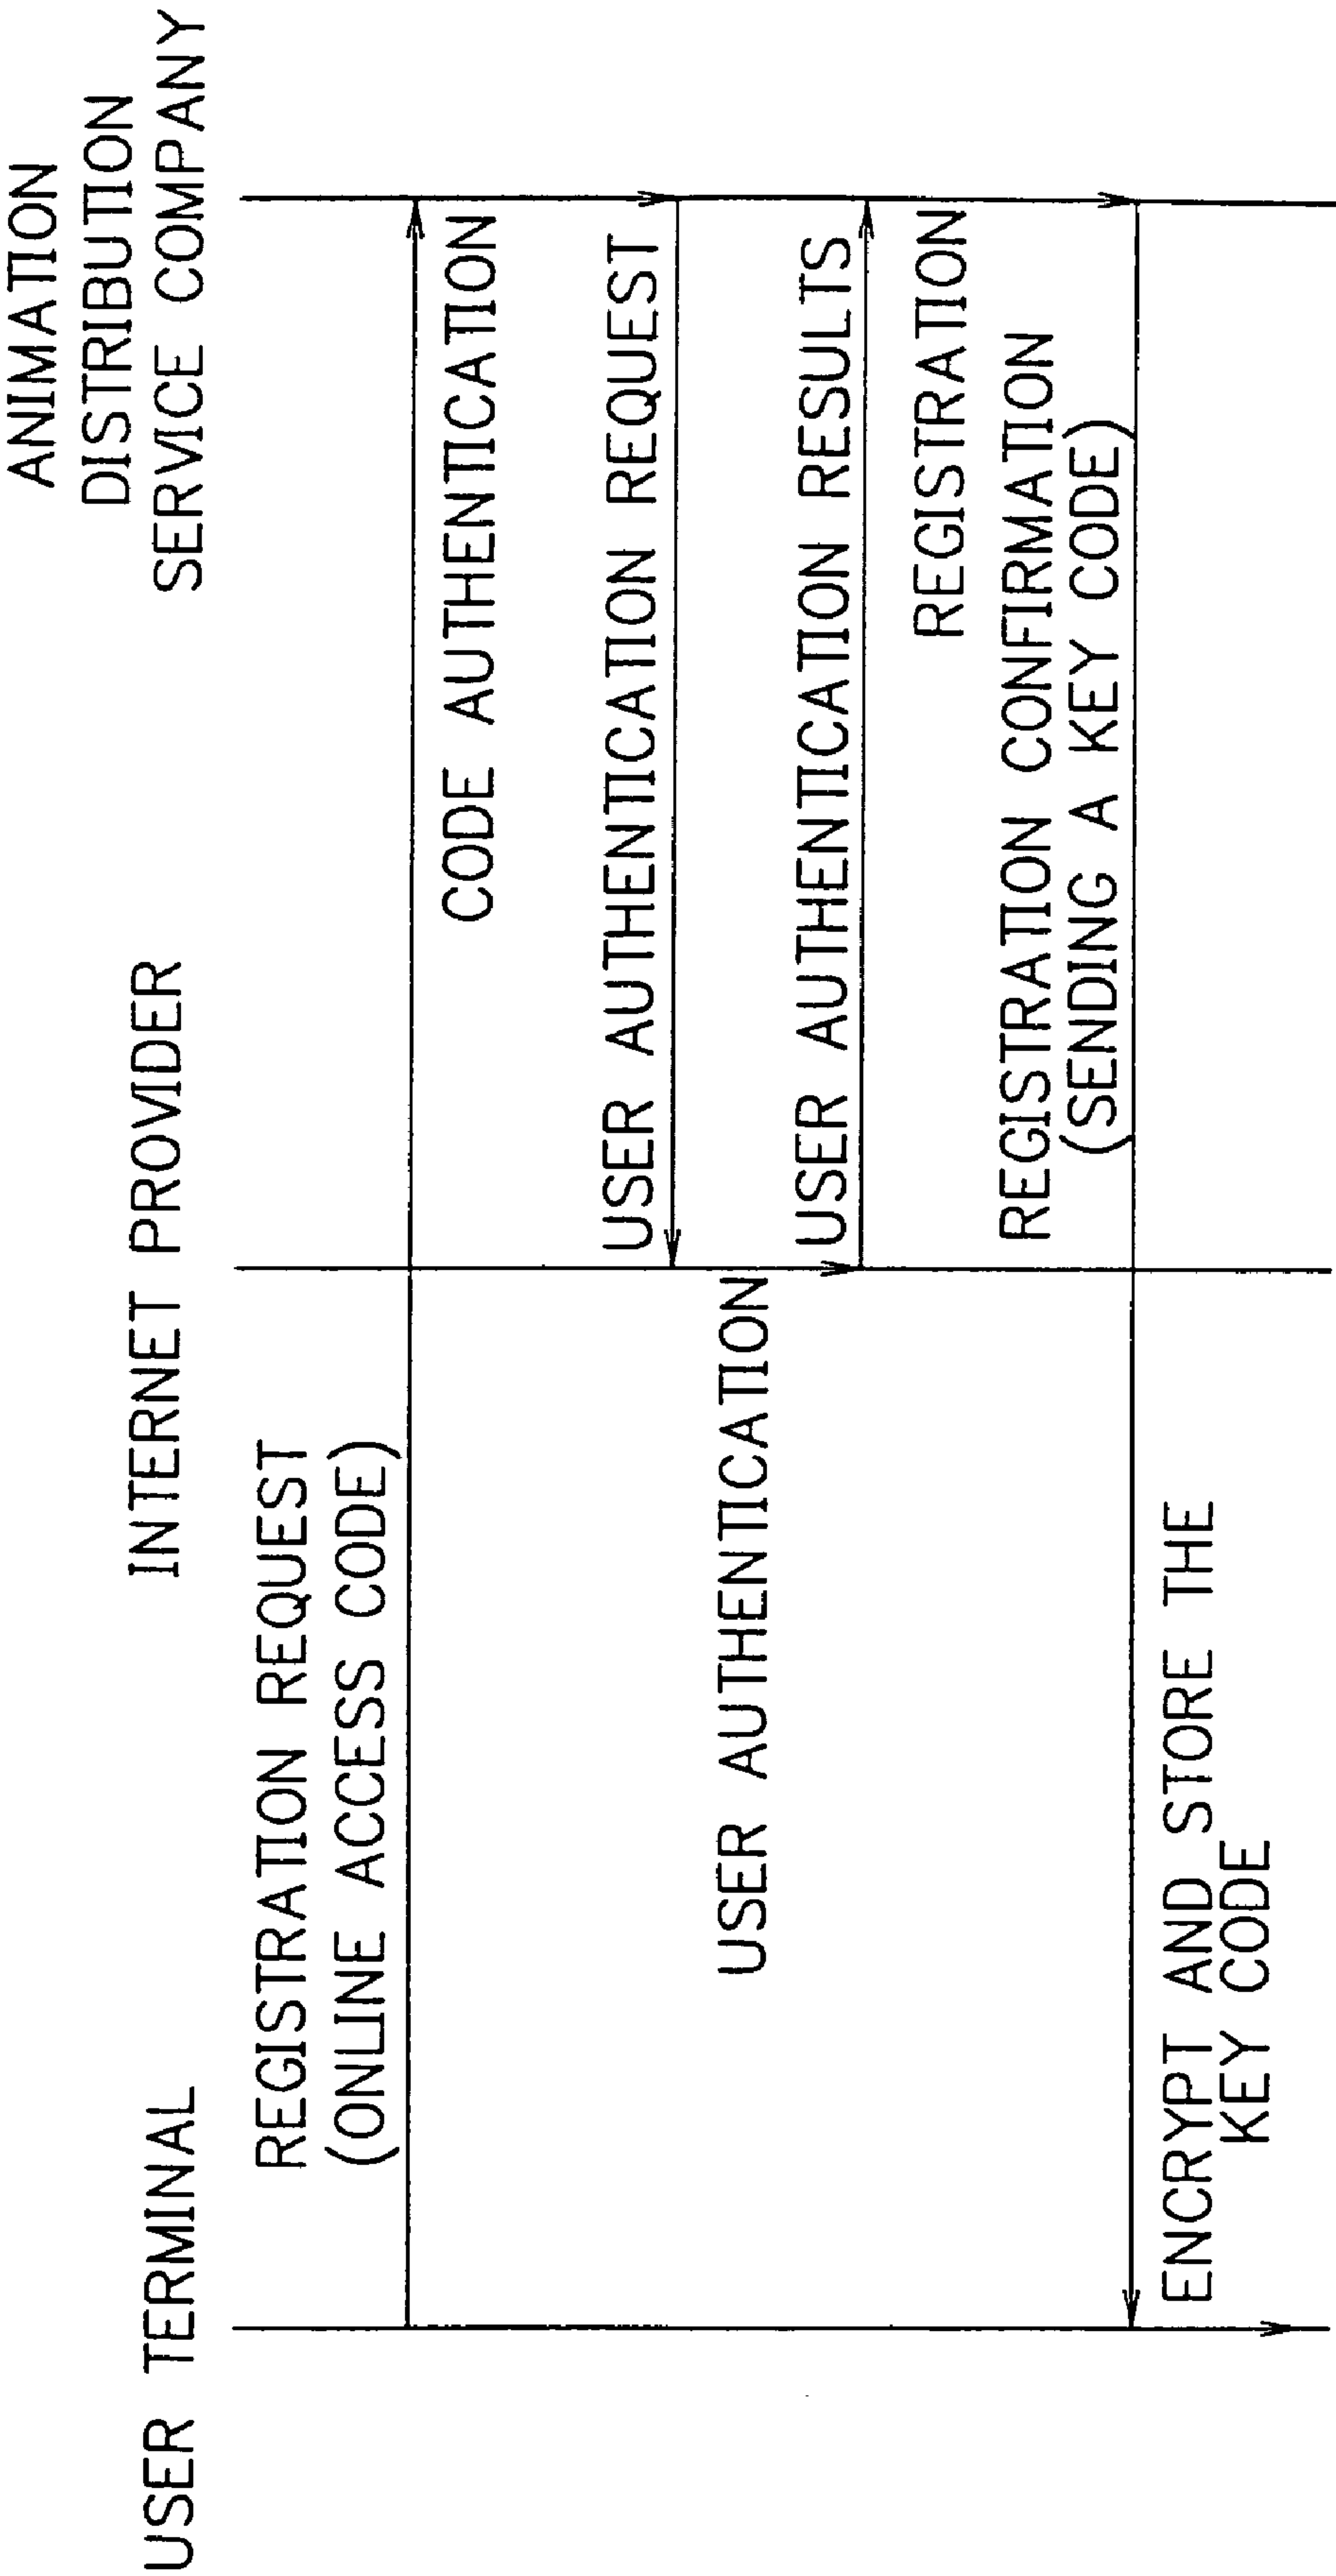 USER TERMINAL
INTERNET PROVIDER
ANIMATION
DISTRIBUTION
SERVICE COMPANY
REGISTRATION REQUEST
(ONLINE ACCESS CODE)
CODE AUTHENTICATION
USER AUTHENTICATION REQUEST
USER AUTHENTICATION
USER AUTHENTICATION RESULTS
REGISTRATION
REGISTRATION CONFIRMATION
(SENDING A KEY CODE)
ENCRYPT AND STORE THE
KEY CODE